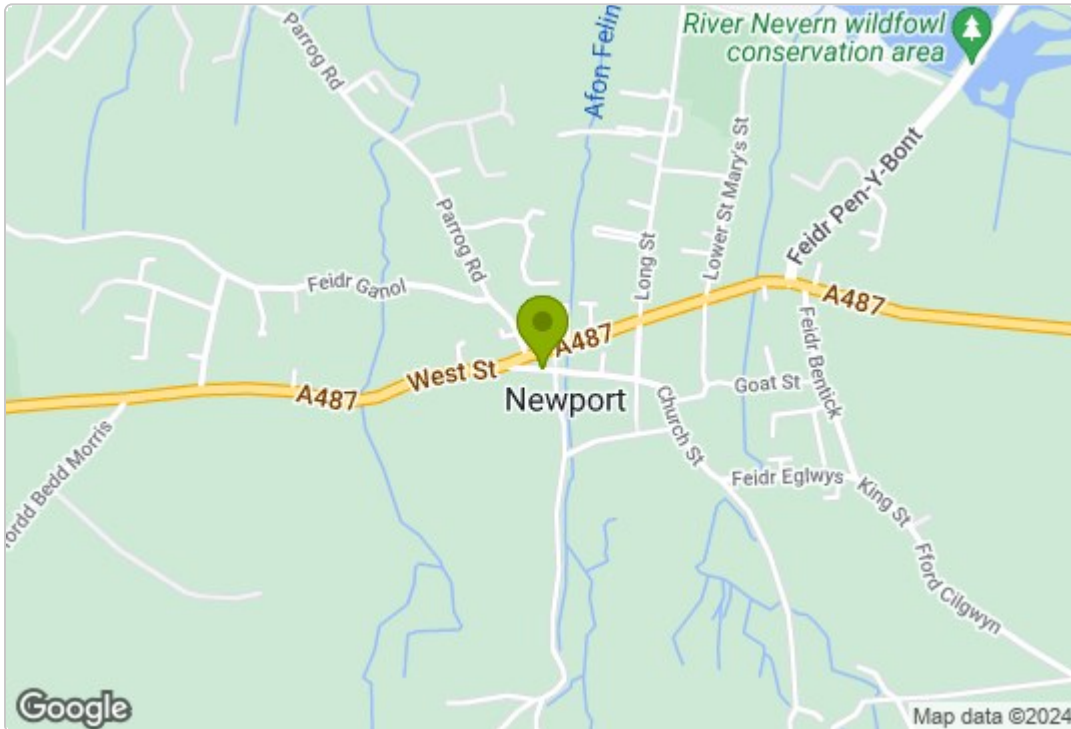 Parrog Rd
River Nevern wildfowl
conservation area
Afon Felin
Parrog Rd
Long St
Lower St Mary's St
Feidr Pen-Y-Bont
Feidr Ganol
A487
A487
West St
A487
Newport
Church St
Goat St
Feidr Bentick
fordd Bedd Morris
Feidr Eglwys
King St
Fford Cilgwyn
Google
Map data ©2024